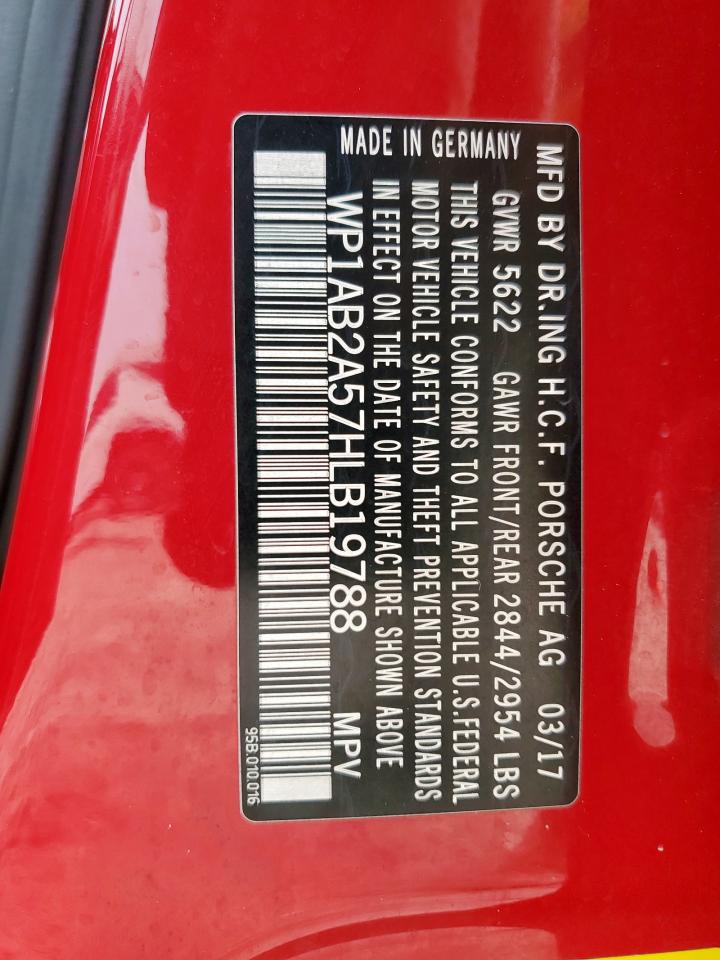 MFD BY DR.ING H.C.F. PORSCHE AG 03/17
GVWR 5622 GAWR FRONT/REAR 2844/2954 LBS
MADE IN GERMANY
THIS VEHICLE CONFORMS TO ALL APPLICABLE U.S.FEDERAL
MOTOR VEHICLE SAFETY AND THEFT PREVENTION STANDARDS
IN EFFECT ON THE DATE OF MANUFACTURE SHOWN ABOVE
WP1AB2A57HLB19788 MPV
95B.010.016